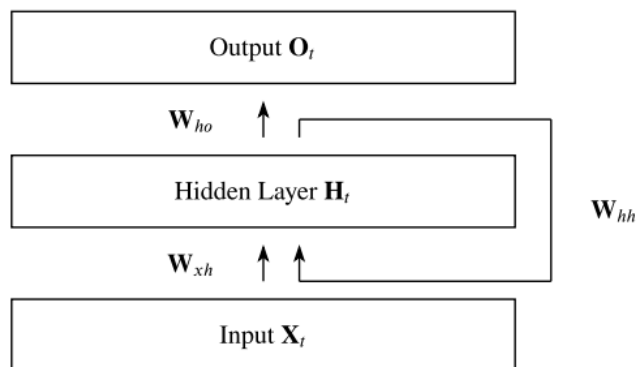 Output O_t
W_ho
Hidden Layer H_t
W_hh
W_xh
Input X_t